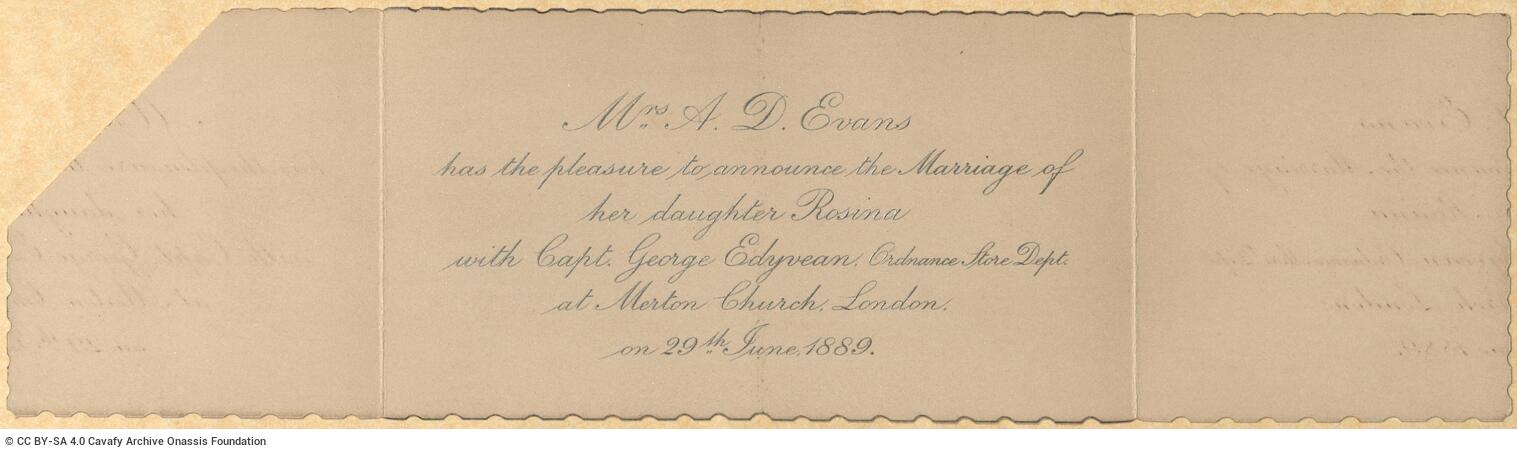 Mrs. A. D. Evans
has the pleasure to announce the Marriage of
her daughter Rosina
with Capt. George Edyvean, Ordnance Store Dept.
at Merton Church, London,
on 29th June, 1889.
© CC BY-SA 4.0 Cavafy Archive Onassis Foundation